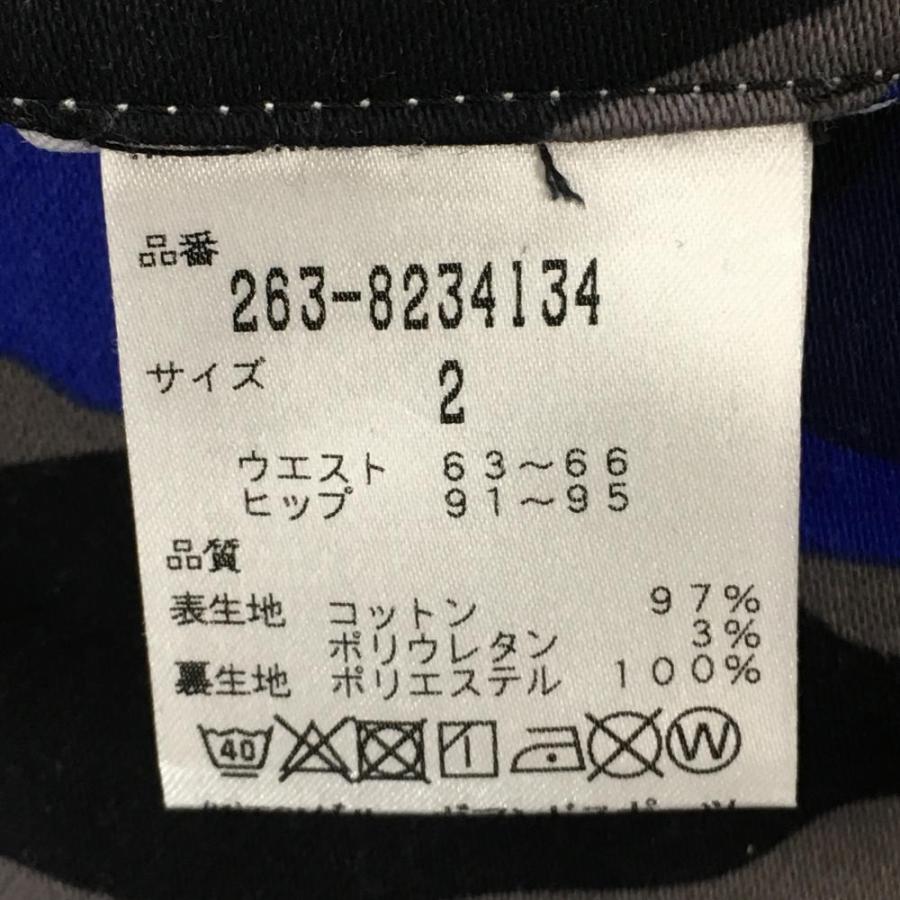 品番
263-8234134
サイズ 2
ウエスト 63~66
ヒップ 91~95
品質
表生地 コットン 97%
ポリウレタン 3%
裏生地 ポリエステル 100%
40 W